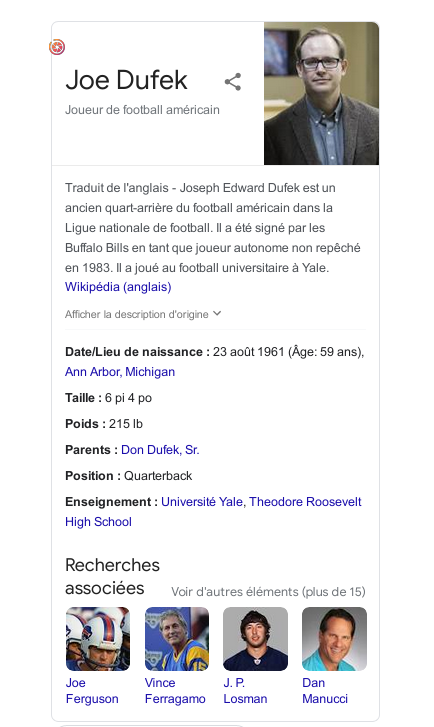 Joe Dufek
Joueur de football américain
Traduit de l'anglais - Joseph Edward Dufek est un
ancien quart-arrière du football américain dans la
Ligue nationale de football. Il a été signé par les
Buffalo Bills en tant que joueur autonome non repêché
en 1983. Il a joué au football universitaire à Yale.
Wikipédia (anglais)
Afficher la description d'origine
Date/Lieu de naissance : 23 août 1961 (Âge: 59 ans),
Ann Arbor, Michigan
Taille : 6 pi 4 po
Poids : 215 lb
Parents : Don Dufek, Sr.
Position : Quarterback
Enseignement : Université Yale, Theodore Roosevelt
High School
Recherches
associées
Voir d'autres éléments (plus de 15)
Joe
Ferguson
Vince
Ferragamo
J. P.
Losman
Dan
Manucci